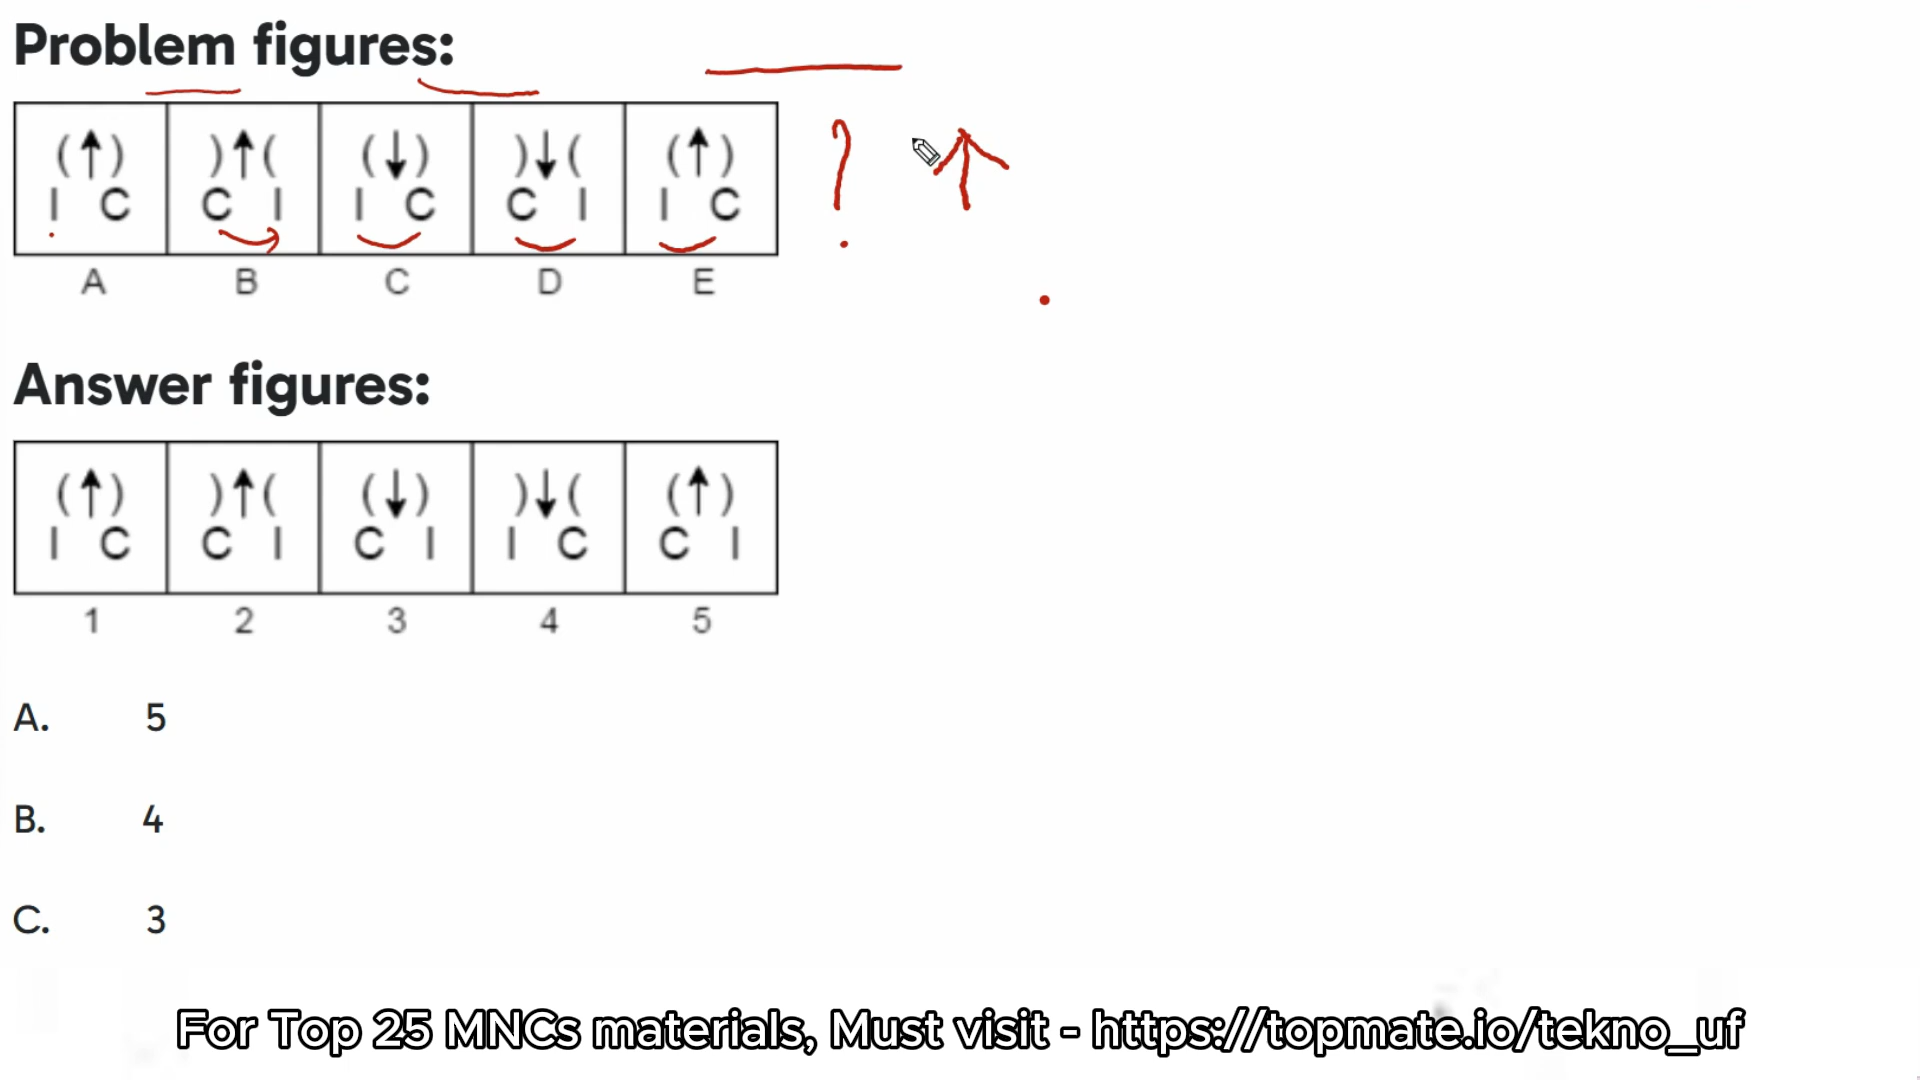 Problem figures:
(↑) )↑( (↓) )↓( (↑) ? ↑
I C C I I C C I I C
A B C D E
Answer figures:
(↑) )↑( (↓) )↓( (↑)
I C C I C I I C C I
1 2 3 4 5
A. 5
B. 4
C. 3
For Top 25 MNCs materials, Must visit - https://topmate.io/tekno_uf